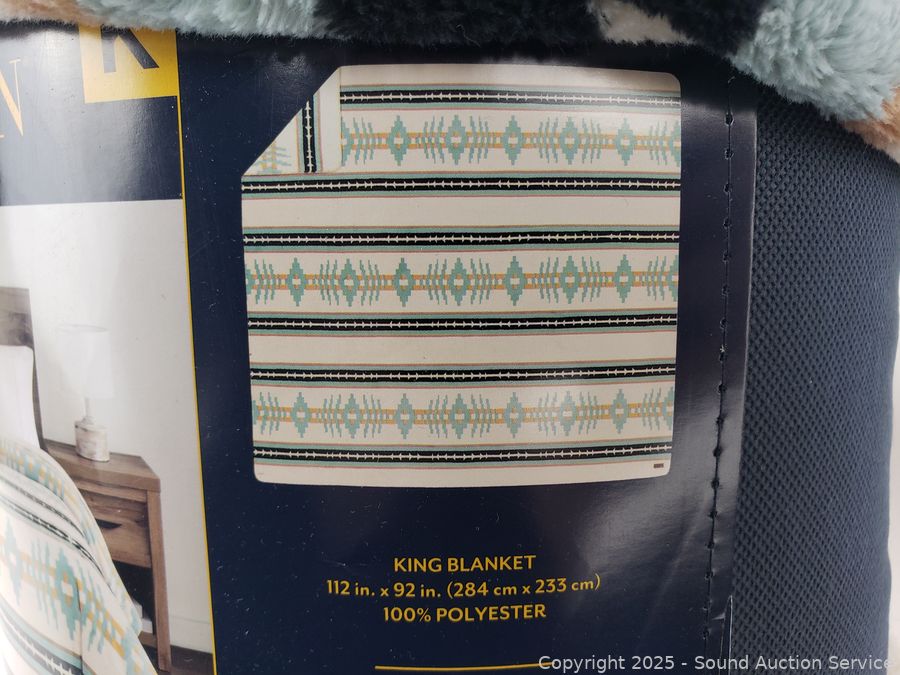 N
K
KING BLANKET
112 in. x 92 in. (284 cm x 233 cm)
100% POLYESTER
Copyright 2025 - Sound Auction Service